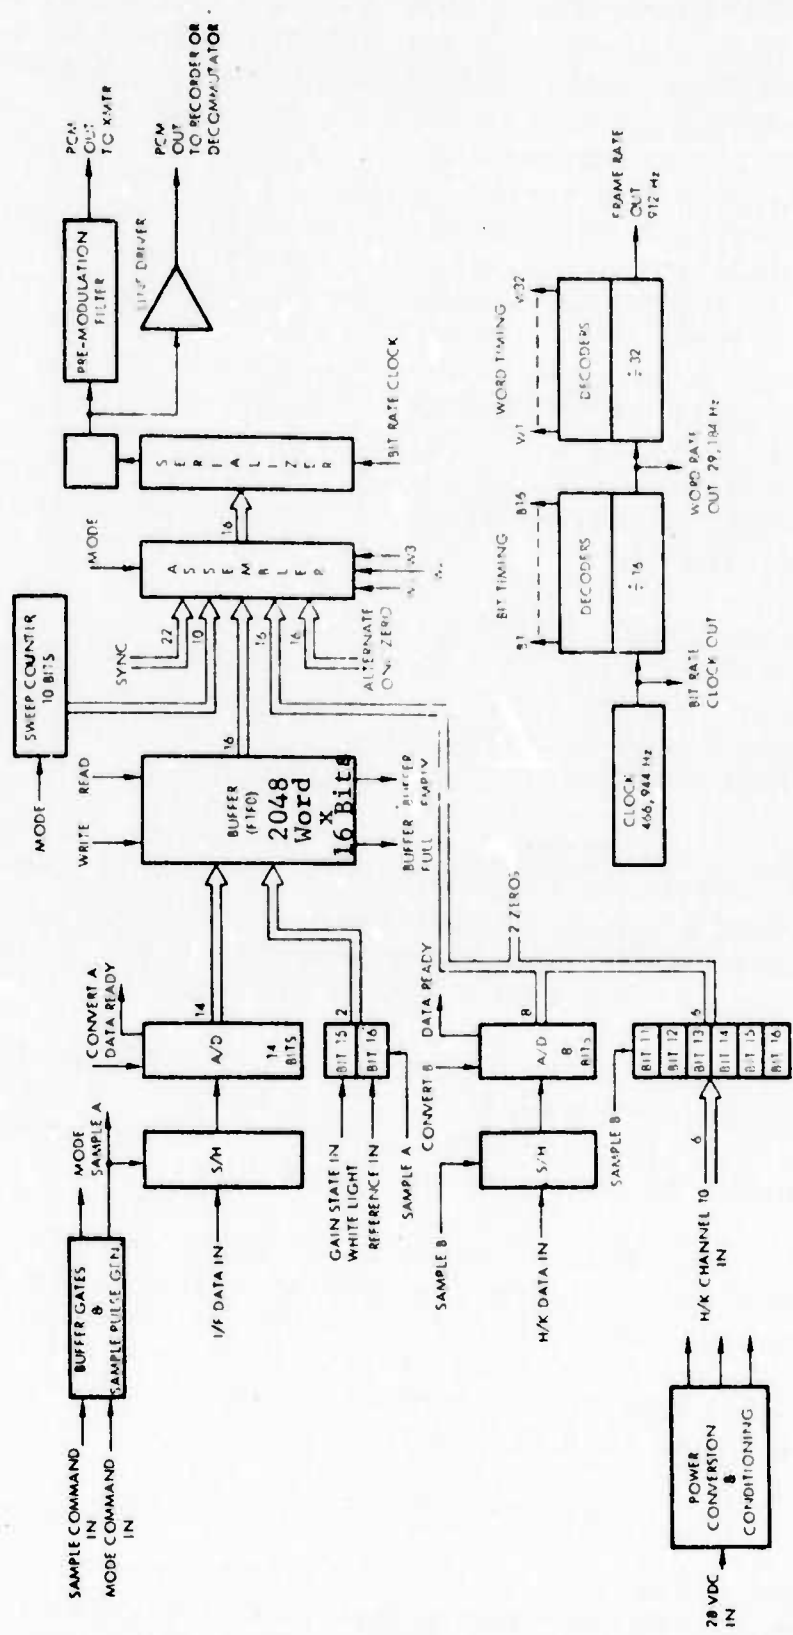 SAMPLE COMMAND
IN
MODE COMMAND
IN
BUFFER GATES
&
SAMPLE PULSE GEN
MODE
SAMPLE A
I/F DATA IN
S/H
CONVERT A
DATA READY
A/D
14
BITS
14
GAIN STATE IN
WHITE LIGHT
REFERENCE IN
BIT 15
BIT 16
2
SAMPLE A
MODE
SWEEP COUNTER
10 BITS
WRITE
READ
BUFFER
(FIFO)
2048
Word
x
16 Bits
BUFFER
FULL
BUFFER
EMPTY
16
SYNC
22
10
16
16
ALTERNATE
ONE ZERO
MODE
ASSEMBLER
W3
16
SERIALIZER
BIT RATE CLOCK
PRE-MODULATION
FILTER
PCM
OUT
TO XMTR
LINE DRIVER
PCM
OUT
TO RECORDER OR
DECOMMUTATOR
SAMPLE B
H/K DATA IN
S/H
CONVERT B
DATA READY
A/D
8
BITS
8
2 ZEROS
SAMPLE B
BIT 11
BIT 12
BIT 13
BIT 14
BIT 15
BIT 16
6
H/K CHANNEL TO
IN
28 VDC
IN
POWER
CONVERSION
&
CONDITIONING
CLOCK
466,944 Hz
BIT RATE
CLOCK OUT
BIT TIMING
B1
B16
DECODERS
÷ 16
WORD RATE
OUT 29,184 Hz
WORD TIMING
W1
W32
DECODERS
÷ 32
FRAME RATE
OUT
912 Hz